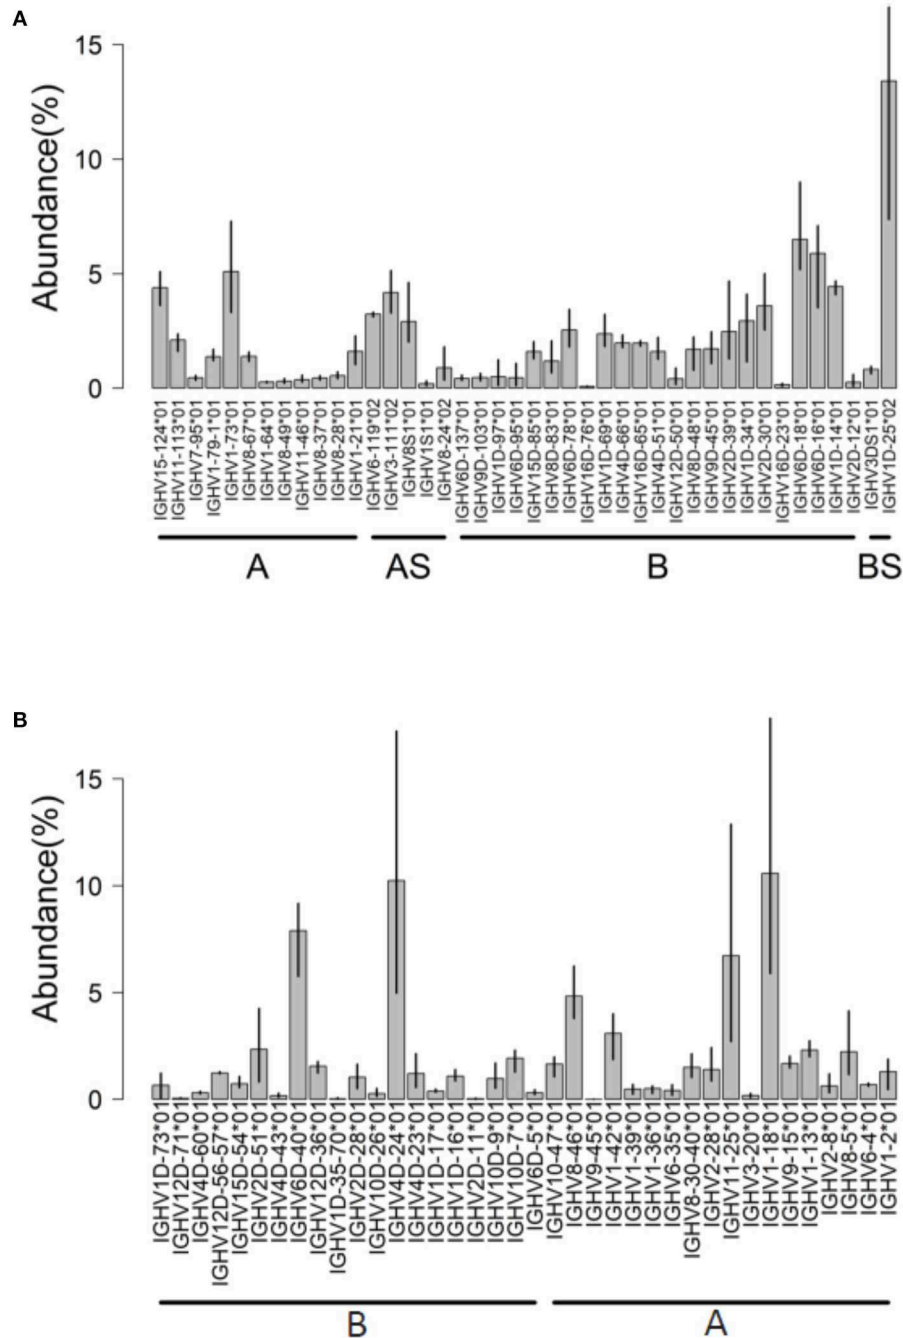 A
Abundance(%)
15
10
5
0
IGHV15-124*01
IGHV11-113*01
IGHV7-95*01
IGHV1-79-1*01
IGHV1-73*01
IGHV8-67*01
IGHV1-64*01
IGHV8-49*01
IGHV11-46*01
IGHV8-37*01
IGHV8-28*01
IGHV1-21*01
IGHV6-119*02
IGHV3-111*02
IGHV8S1*01
IGHV1S1*01
IGHV8-24*02
IGHV6D-137*01
IGHV9D-103*01
IGHV1D-97*01
IGHV6D-95*01
IGHV15D-85*01
IGHV8D-83*01
IGHV6D-78*01
IGHV16D-76*01
IGHV1D-69*01
IGHV4D-66*01
IGHV6D-65*01
IGHV4D-51*01
IGHV12D-50*01
IGHV8D-48*01
IGHV9D-45*01
IGHV2D-39*01
IGHV1D-34*01
IGHV2D-30*01
IGHV16D-23*01
IGHV6D-18*01
IGHV6D-16*01
IGHV1D-14*01
IGHV2D-12*01
IGHV3DS1*01
IGHV1D-25*02
A
AS
B
BS
B
Abundance(%)
15
10
5
0
IGHV1D-73*01
IGHV12D-71*01
IGHV4D-60*01
IGHV12D-56-57*01
IGHV15D-54*01
IGHV2D-51*01
IGHV4D-43*01
IGHV6D-40*01
IGHV12D-36*01
IGHV1D-35-70*01
IGHV2D-28*01
IGHV10D-26*01
IGHV4D-24*01
IGHV4D-23*01
IGHV1D-17*01
IGHV1D-16*01
IGHV2D-11*01
IGHV10D-9*01
IGHV10D-7*01
IGHV6D-5*01
IGHV10-47*01
IGHV8-46*01
IGHV9-45*01
IGHV1-42*01
IGHV1-39*01
IGHV1-36*01
IGHV6-35*01
IGHV8-30-40*01
IGHV2-28*01
IGHV11-25*01
IGHV3-20*01
IGHV1-18*01
IGHV9-15*01
IGHV1-13*01
IGHV2-8*01
IGHV8-5*01
IGHV6-4*01
IGHV1-2*01
B
A